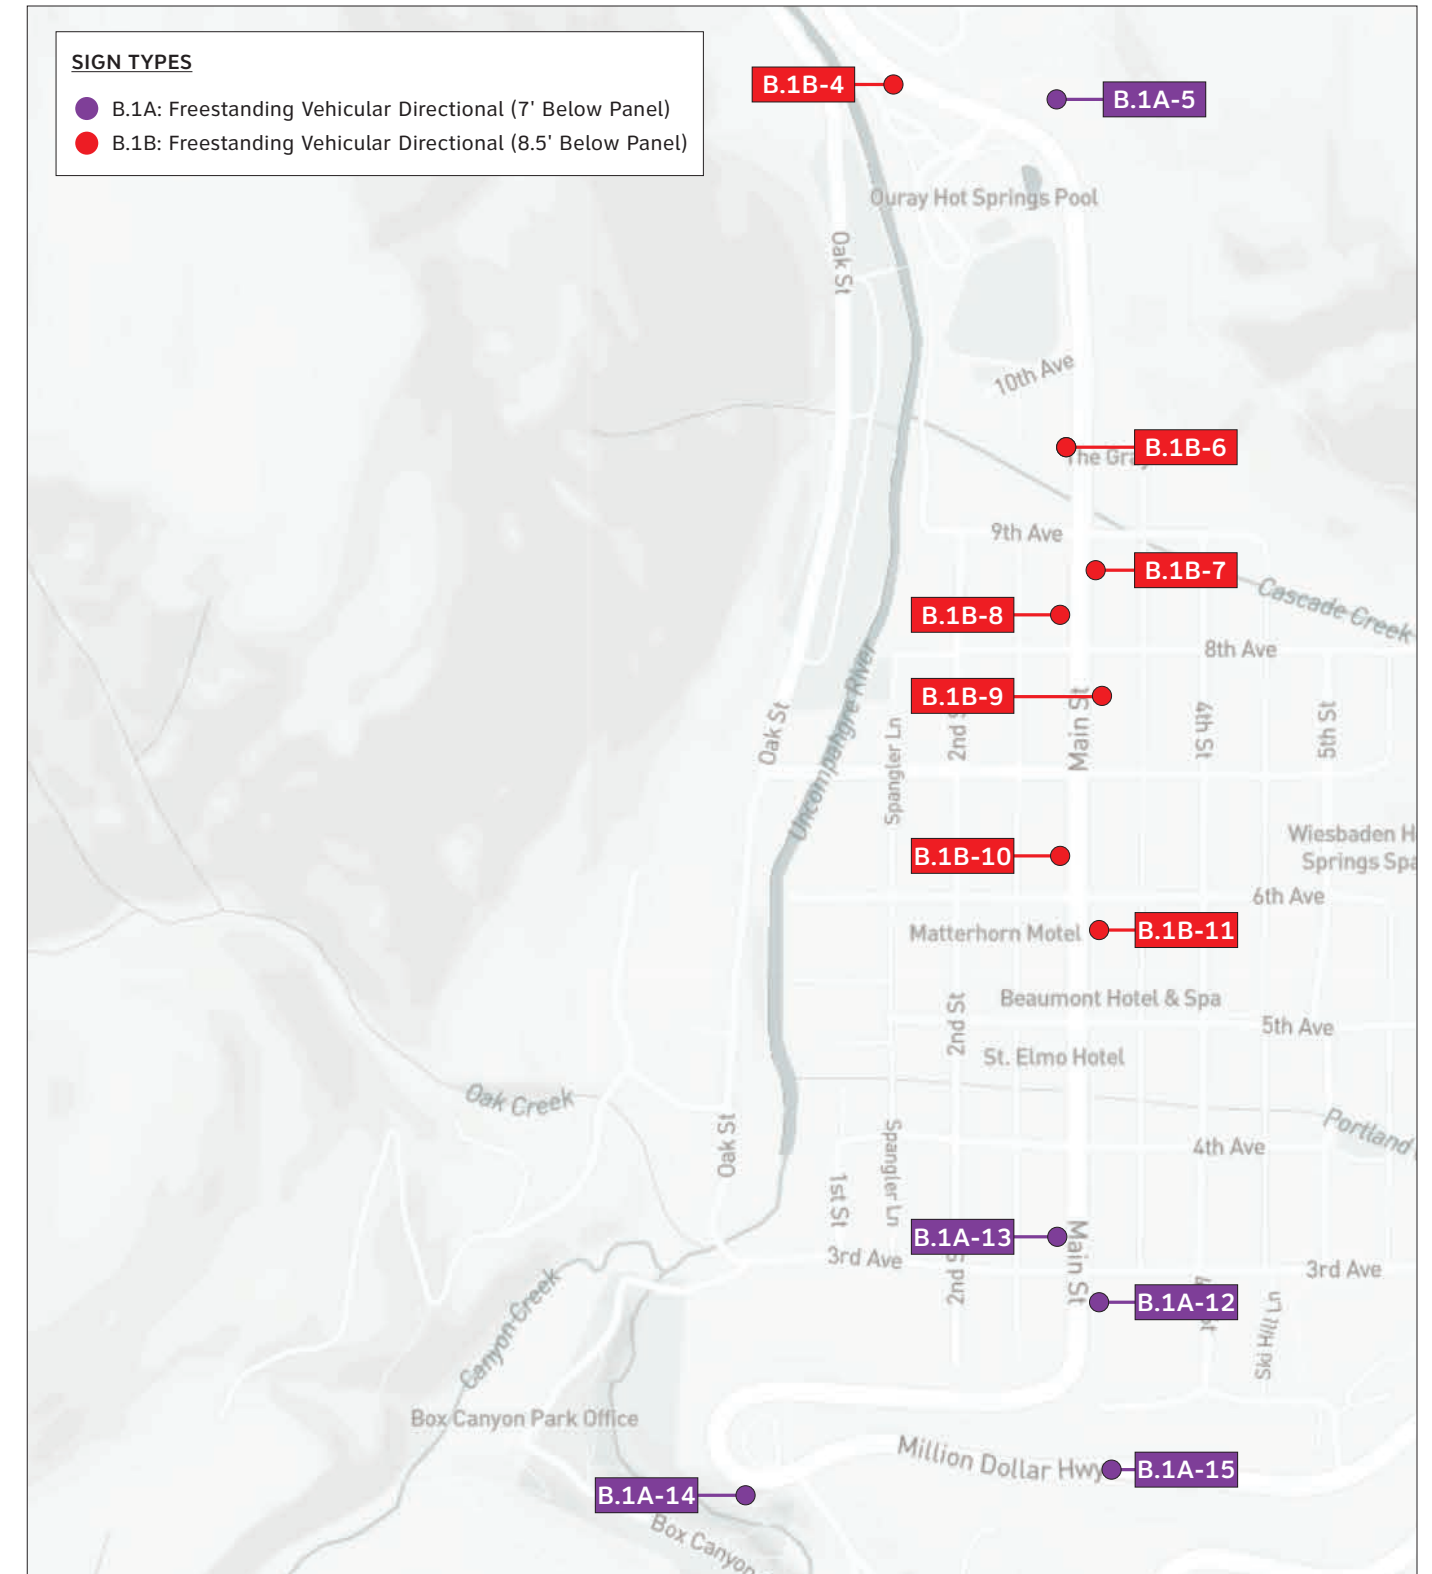 SIGN TYPES
B.1A: Freestanding Vehicular Directional (7' Below Panel)
B.1B: Freestanding Vehicular Directional (8.5' Below Panel)
B.1B-4
B.1A-5
Ouray Hot Springs Pool
Oak St
10th Ave
B.1B-6
The Gray
9th Ave
B.1B-7
Cascade Creek
B.1B-8
8th Ave
B.1B-9
Uncompahgre River
Oak St
Spangler Ln
2nd S
Main St
4th St
5th St
Wiesbaden H
Springs Spa
B.1B-10
6th Ave
Matterhorn Motel
B.1B-11
Beaumont Hotel & Spa
2nd St
5th Ave
St. Elmo Hotel
Oak Creek
Oak St
Portland
4th Ave
1st St
Spangler Ln
B.1A-13
Main St
3rd Ave
2nd S
3rd Ave
B.1A-12
Ski Hill Ln
Canyon Creek
Box Canyon Park Office
Million Dollar Hwy
B.1A-15
B.1A-14
Box Canyon